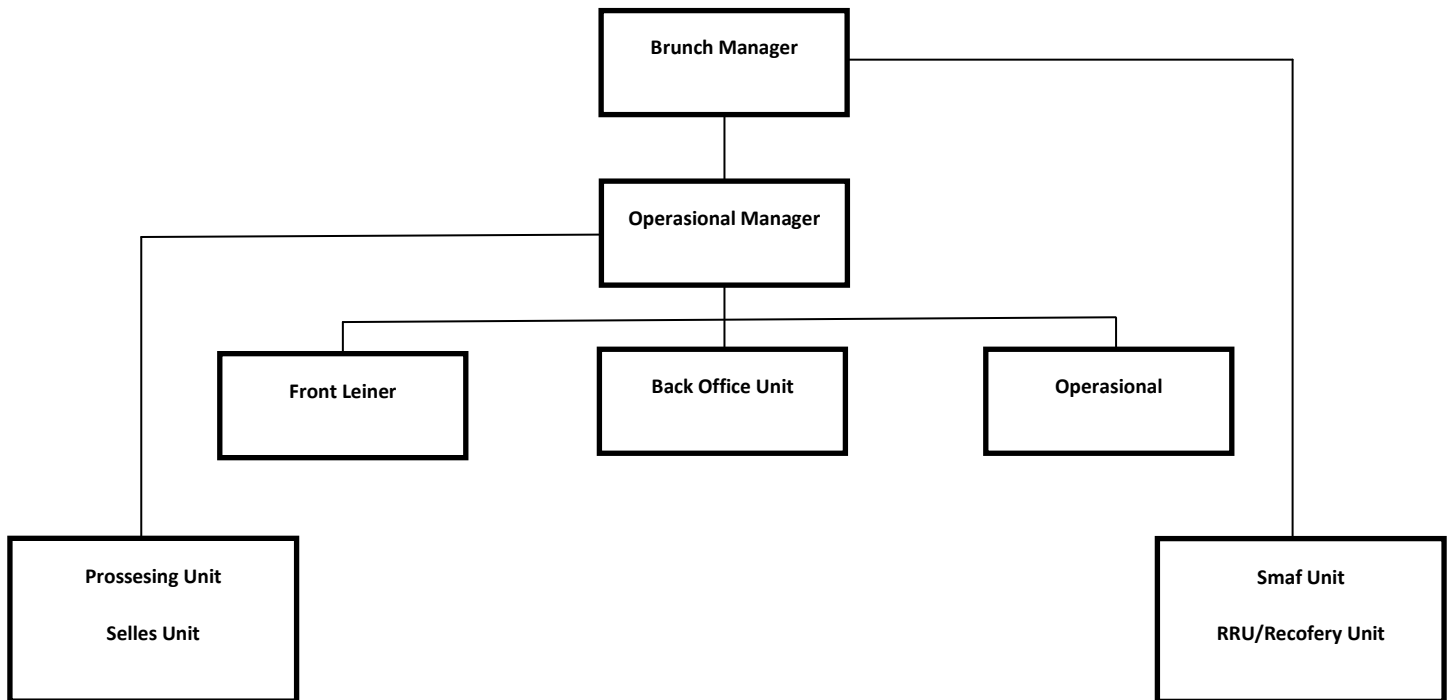 Brunch Manager
Operasional Manager
Front Leiner
Back Office Unit
Operasional
Prossesing Unit
Selles Unit
Smaf Unit
RRU/Recofery Unit